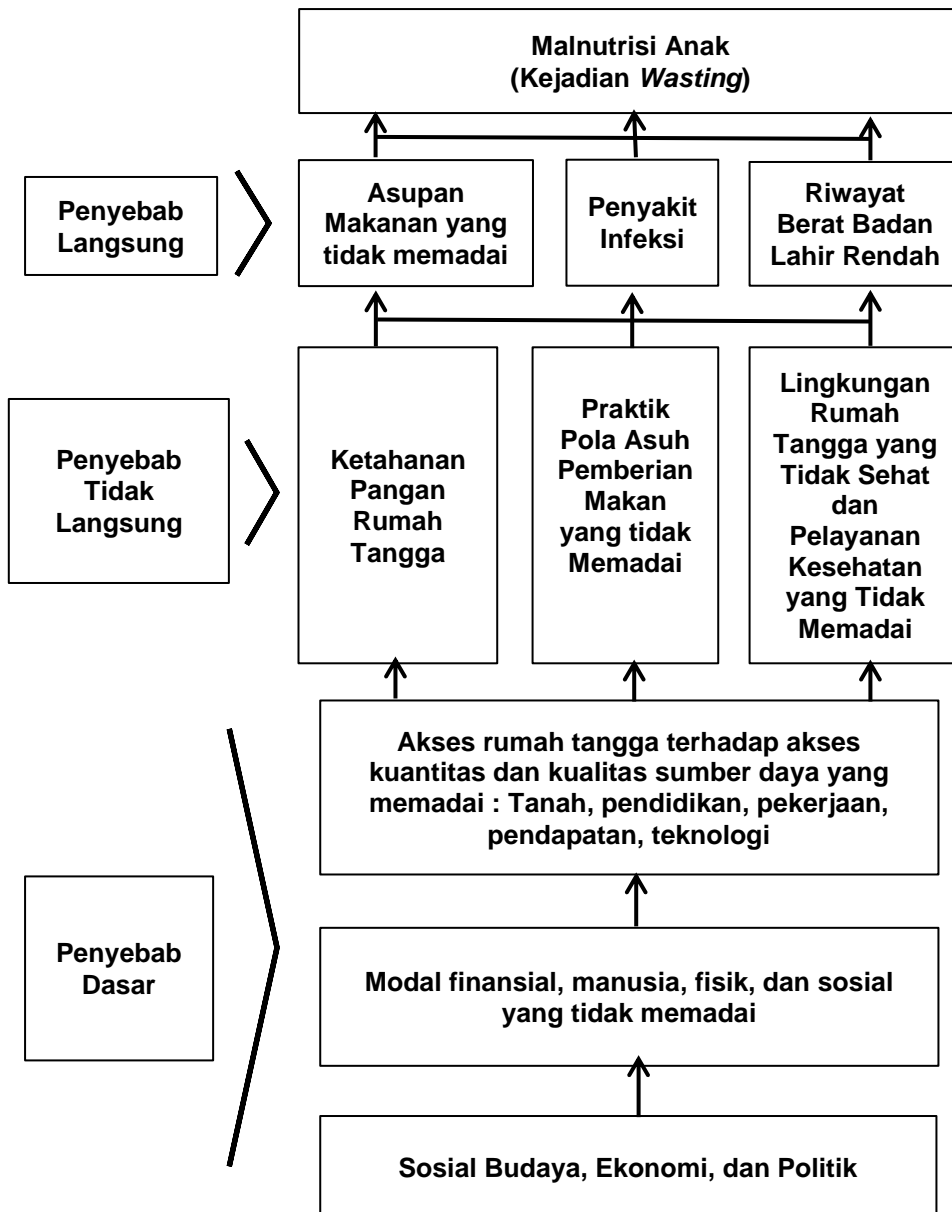 Malnutrisi Anak
(Kejadian Wasting)
Penyebab
Langsung
Asupan
Makanan yang
tidak memadai
Penyakit
Infeksi
Riwayat
Berat Badan
Lahir Rendah
Penyebab
Tidak
Langsung
Ketahanan
Pangan
Rumah
Tangga
Praktik
Pola Asuh
Pemberian
Makan
yang tidak
Memadai
Lingkungan
Rumah
Tangga yang
Tidak Sehat
dan
Pelayanan
Kesehatan
yang Tidak
Memadai
Penyebab
Dasar
Akses rumah tangga terhadap akses
kuantitas dan kualitas sumber daya yang
memadai : Tanah, pendidikan, pekerjaan,
pendapatan, teknologi
Modal finansial, manusia, fisik, dan sosial
yang tidak memadai
Sosial Budaya, Ekonomi, dan Politik